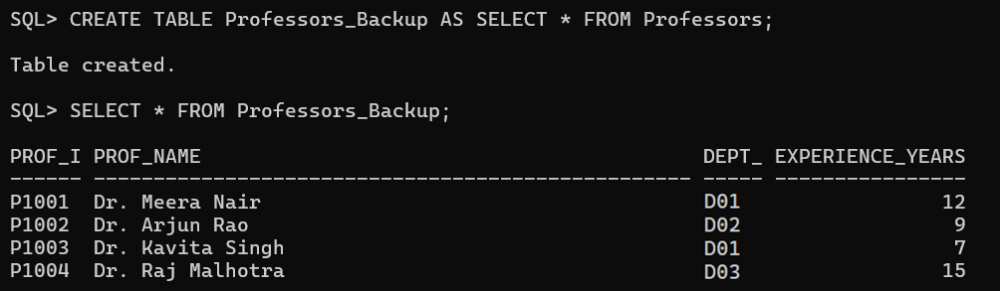 SQL> CREATE TABLE Professors_Backup AS SELECT * FROM Professors;
Table created.
SQL> SELECT * FROM Professors_Backup;
PROF_I PROF_NAME                                          DEPT_ EXPERIENCE_YEARS
------ -------------------------------------------------- ----- ----------------
P1001  Dr. Meera Nair                                     D01                 12
P1002  Dr. Arjun Rao                                      D02                  9
P1003  Dr. Kavita Singh                                   D01                  7
P1004  Dr. Raj Malhotra                                   D03                 15